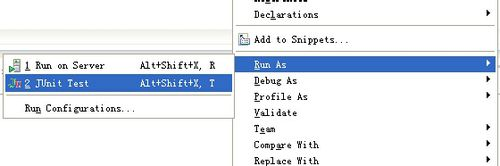 Declarations
Add to Snippets...
Run As
Debug As
Profile As
Validate
Team
Compare With
Replace With
1 Run on Server Alt+Shift+X, R
2 JUnit Test Alt+Shift+X, T
Run Configurations...